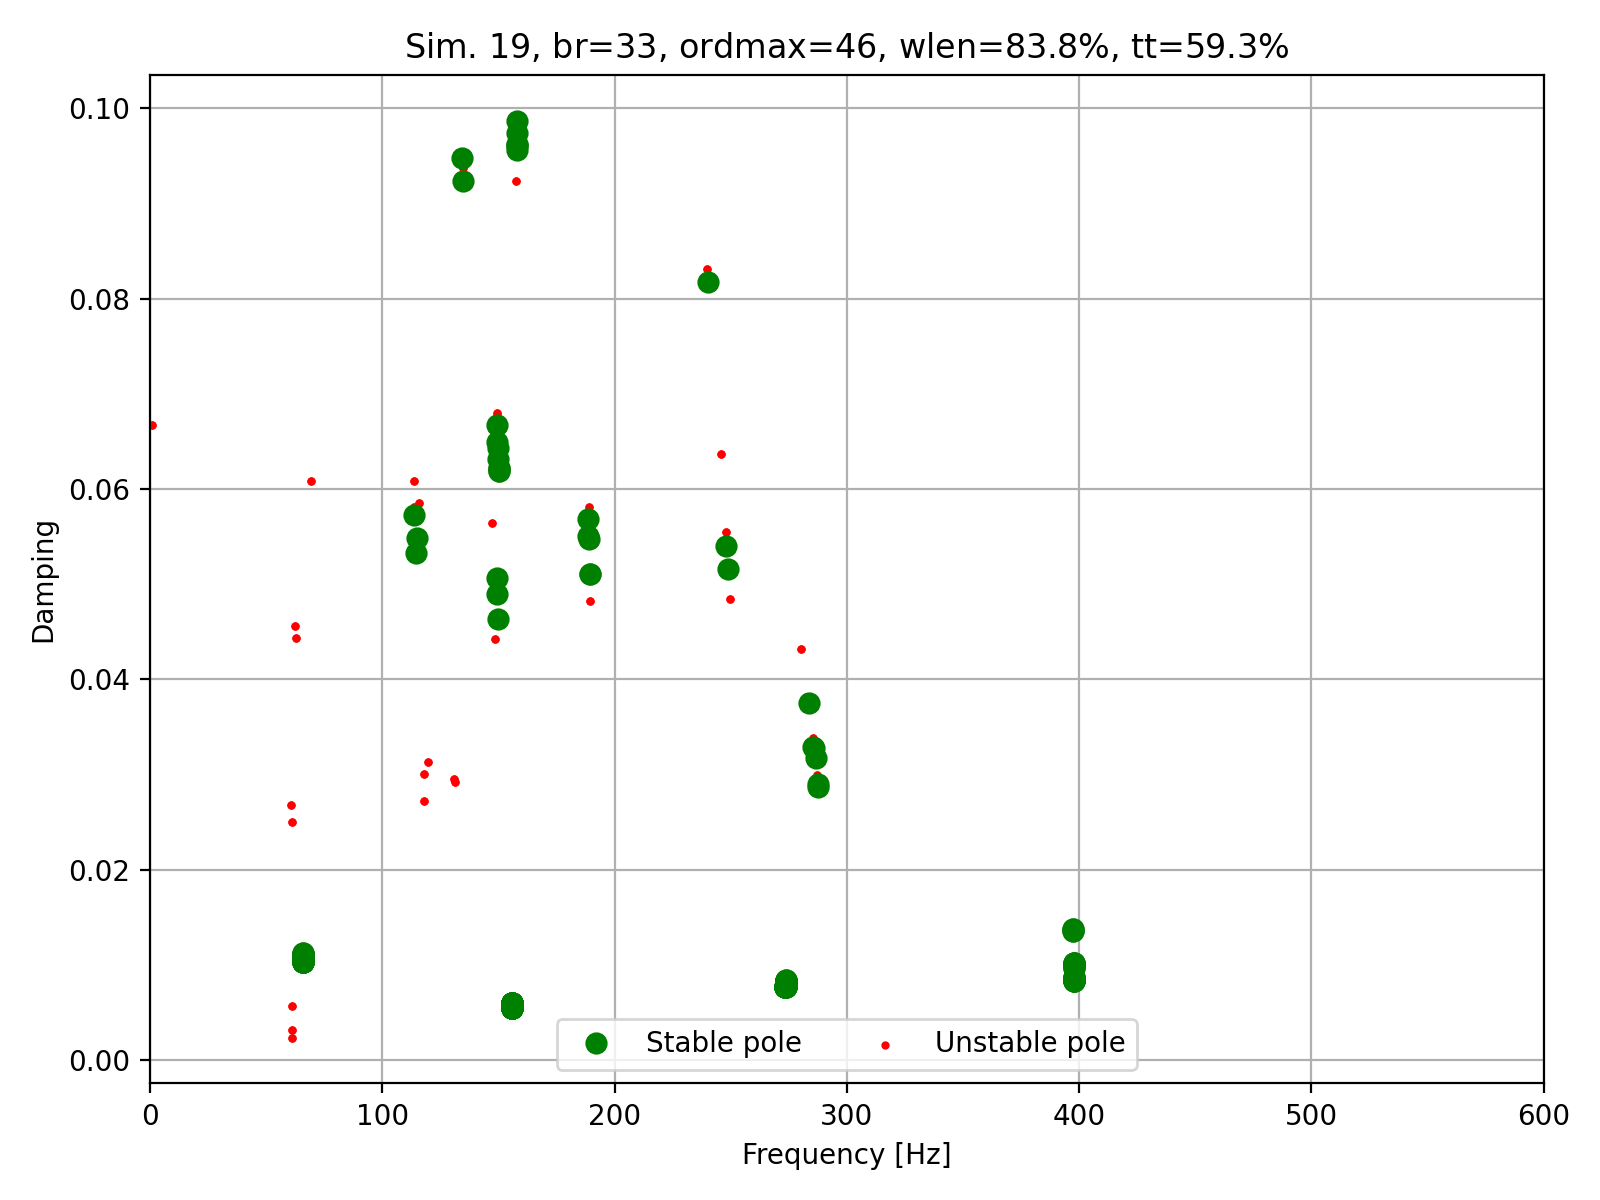 Sim. 19, br=33, ordmax=46, wlen=83.8%, tt=59.3%
0.10
0.08
0.06
0.04
0.02
0.00
Damping
Stable pole
Unstable pole
0
100
200
300
400
500
600
Frequency [Hz]